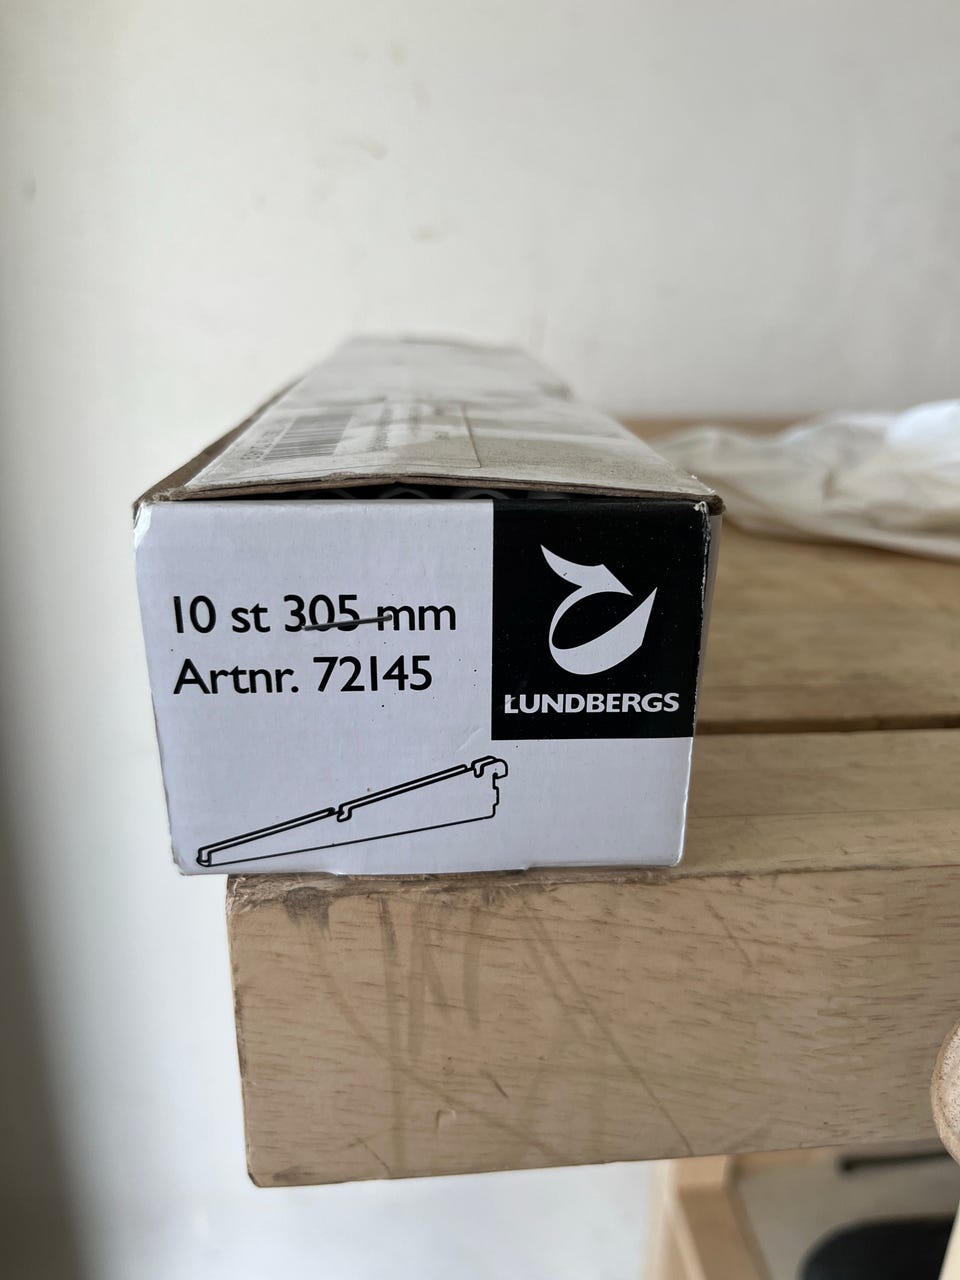 10 st 305 mm
Artnr. 72145
LUNDBERGS